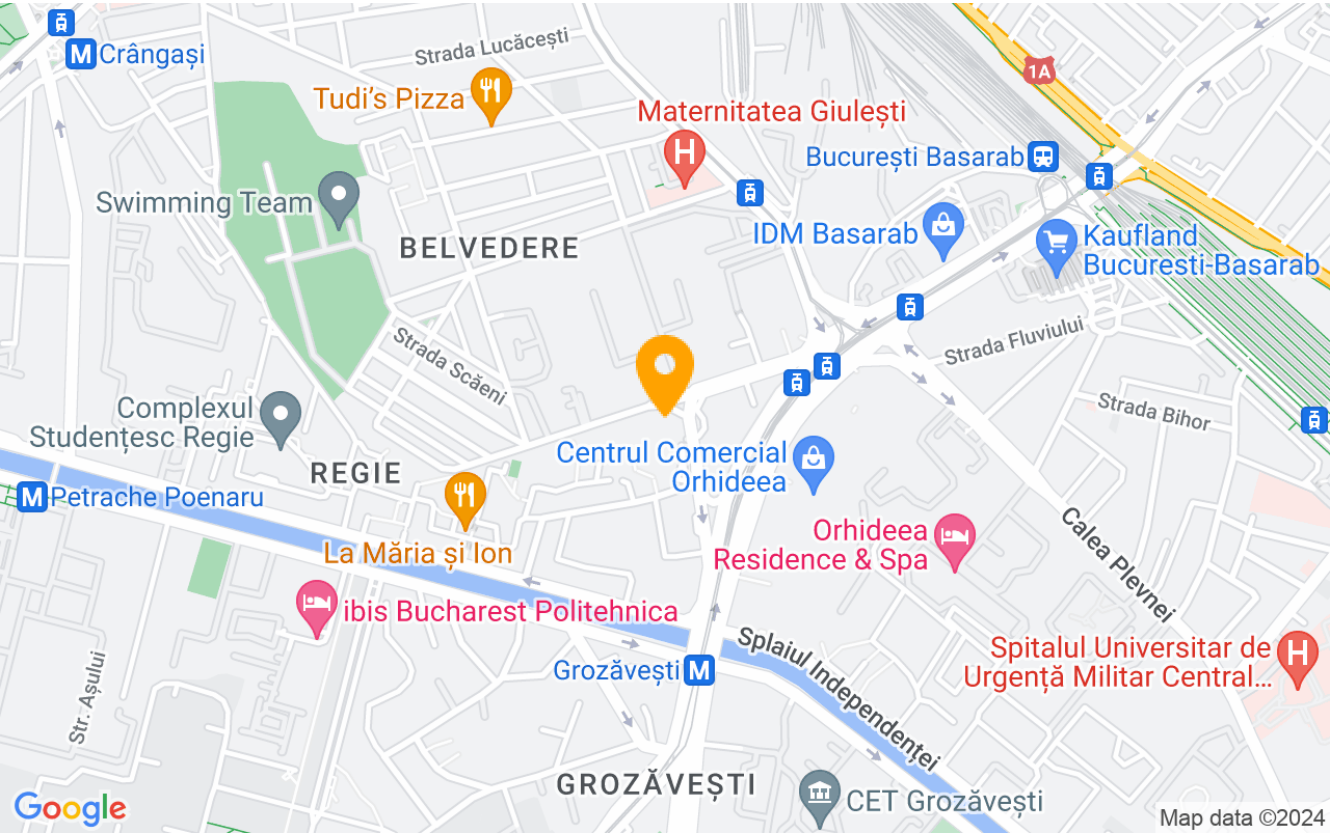 Crângași
M
Strada Lucăcești
1A
Tudi's Pizza
Maternitatea Giulești
H
București Basarab
Swimming Team
BELVEDERE
IDM Basarab
Kaufland
Bucuresti-Basarab
Strada Fluviului
Strada Scăeni
Complexul
Studențesc Regie
Strada Bihor
REGIE
Centrul Comercial
Orhideea
M
Petrache Poenaru
La Măria și Ion
Orhideea
Residence & Spa
Calea Plevnei
ibis Bucharest Politehnica
Splaiul Independenței
Grozăvești
M
Spitalul Universitar de
Urgență Militar Central...
H
Str. Așului
GROZĂVEȘTI
CET Grozăvești
Google
Map data ©2024